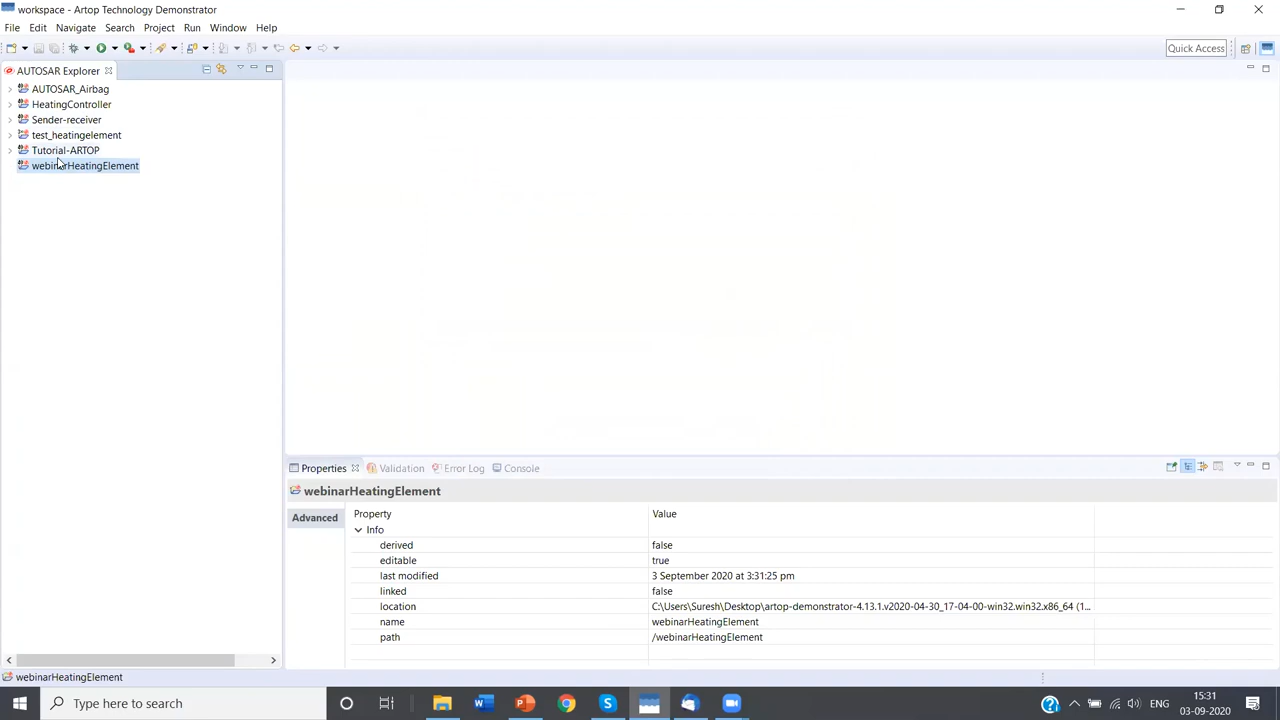 workspace - Artop Technology Demonstrator
File Edit Navigate Search Project Run Window Help
Quick Access
AUTOSAR Explorer
AUTOSAR_Airbag
HeatingController
Sender-receiver
test_heatingelement
Tutorial-ARTOP
webinarHeatingElement
Properties Validation Error Log Console
webinarHeatingElement
Advanced
Property Value
Info
derived false
editable true
last modified 3 September 2020 at 3:31:25 pm
linked false
location C:\Users\Suresh\Desktop\artop-demonstrator-4.13.1.v2020-04-30_17-04-00-win32.win32.x86_64 (1...
name webinarHeatingElement
path /webinarHeatingElement
webinarHeatingElement
Type here to search
ENG
15:31
03-09-2020